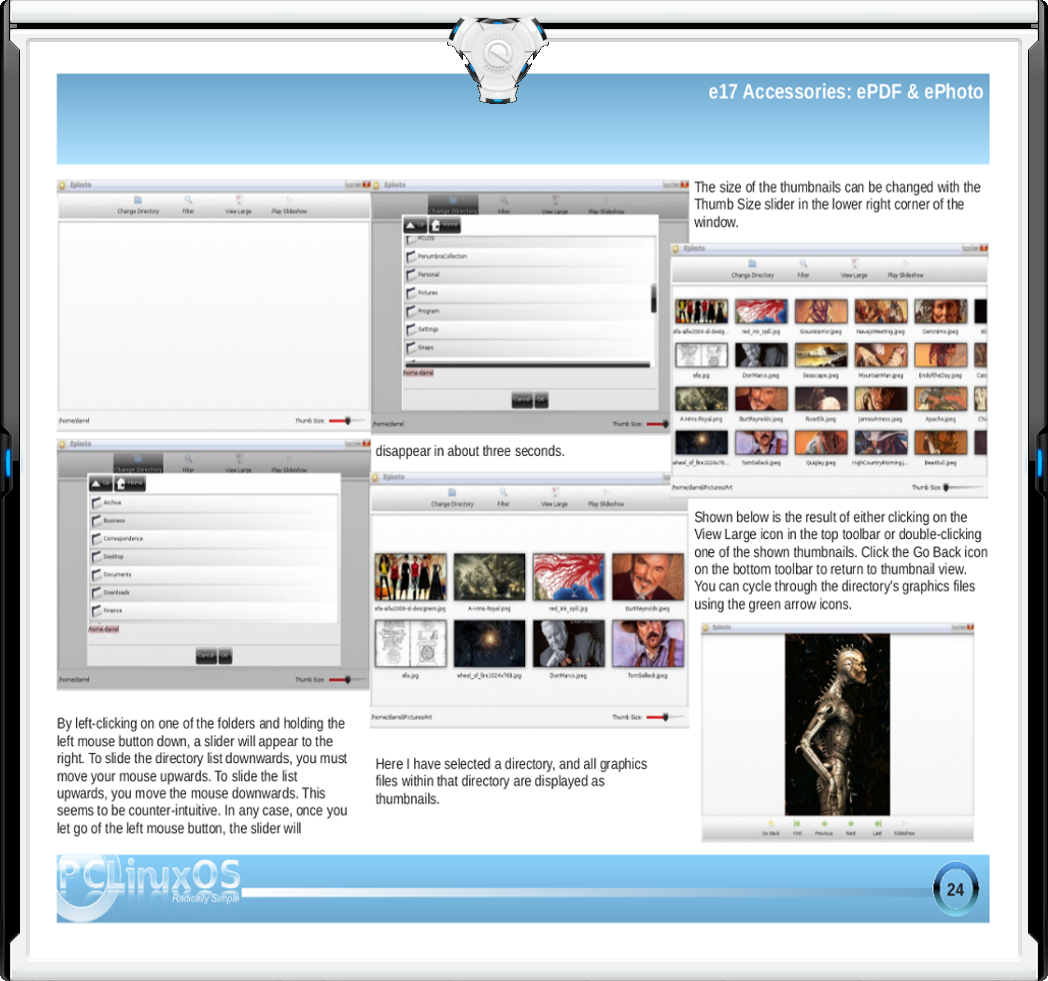 e17 Accessories: ePDF & ePhoto
Ephoto
Change Directory Filter View Large Play Slideshow
/home/darrel Thumb Size:
Ephoto
Change Directory Filter View Large Play Slideshow
Up Home
Archive
Business
Correspondence
Desktop
Documents
Downloads
Finance
/home/darrel
Cancel OK
/home/darrel Thumb Size:
By left-clicking on one of the folders and holding the
left mouse button down, a slider will appear to the
right. To slide the directory list downwards, you must
move your mouse upwards. To slide the list
upwards, you move the mouse downwards. This
seems to be counter-intuitive. In any case, once you
let go of the left mouse button, the slider will
Ephoto
Change Directory Filter View Large Play Slideshow
Up Home
PCLOS
PenumbraCollection
Personal
Pictures
Program
Settings
Snaps
/home/darrel
Cancel OK
/home/darrel Thumb Size:
disappear in about three seconds.
Ephoto
Change Directory Filter View Large Play Slideshow
A-Hms-Royal.png red_ink_spill.jpg BurtReynolds.jpeg
efa.jpg wheel_of_fire1024x768.jpg DonMarco.jpeg TomSelleck.jpeg
/home/darrel/Pictures/Art Thumb Size:
Here I have selected a directory, and all graphics
files within that directory are displayed as
thumbnails.
The size of the thumbnails can be changed with the
Thumb Size slider in the lower right corner of the
window.
Ephoto
Change Directory Filter View Large Play Slideshow
red_ink_spill.jpg SiouxWarrior.jpeg NavajoMeeting.jpeg Geronimo.jpeg
efa.jpg DonMarco.jpeg Seascape.jpeg MountainMan.jpeg EndoftheDay.jpeg
A-Hms-Royal.png BurtReynolds.jpeg RiverElk.jpeg JamesArness.jpeg Apache.jpeg
wheel_of_fire1024x76... TomSelleck.jpeg Quigley.jpeg HighCountryMorning.j... BearBull.jpeg
/home/darrel/Pictures/Art Thumb Size:
Shown below is the result of either clicking on the
View Large icon in the top toolbar or double-clicking
one of the shown thumbnails. Click the Go Back icon
on the bottom toolbar to return to thumbnail view.
You can cycle through the directory's graphics files
using the green arrow icons.
Ephoto
Go Back First Previous Next Last Slideshow
PCLinuxOS
Radically Simple
24